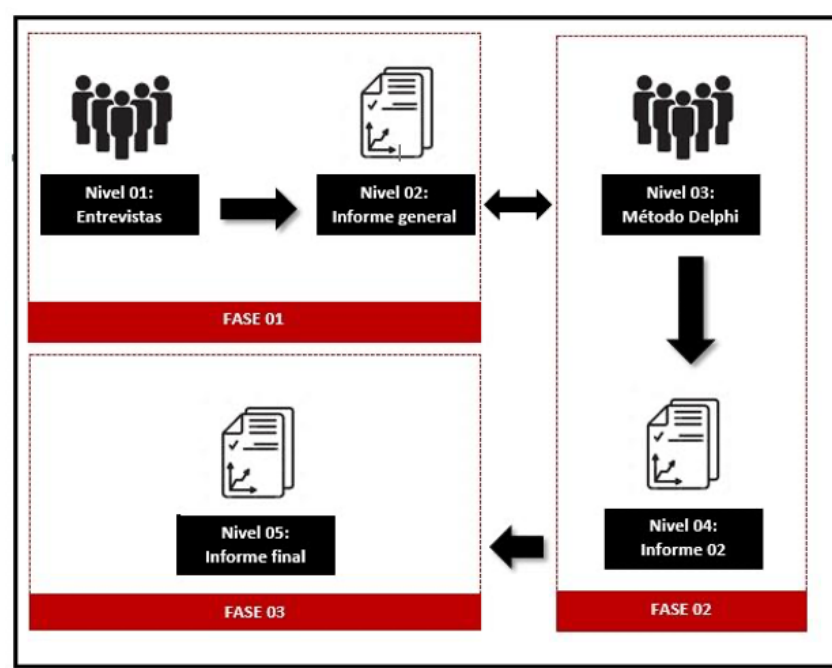 Nivel 01:
Entrevistas
Nivel 02:
Informe general
FASE 01
Nivel 03:
Método Delphi
Nivel 04:
Informe 02
FASE 02
Nivel 05:
Informe final
FASE 03